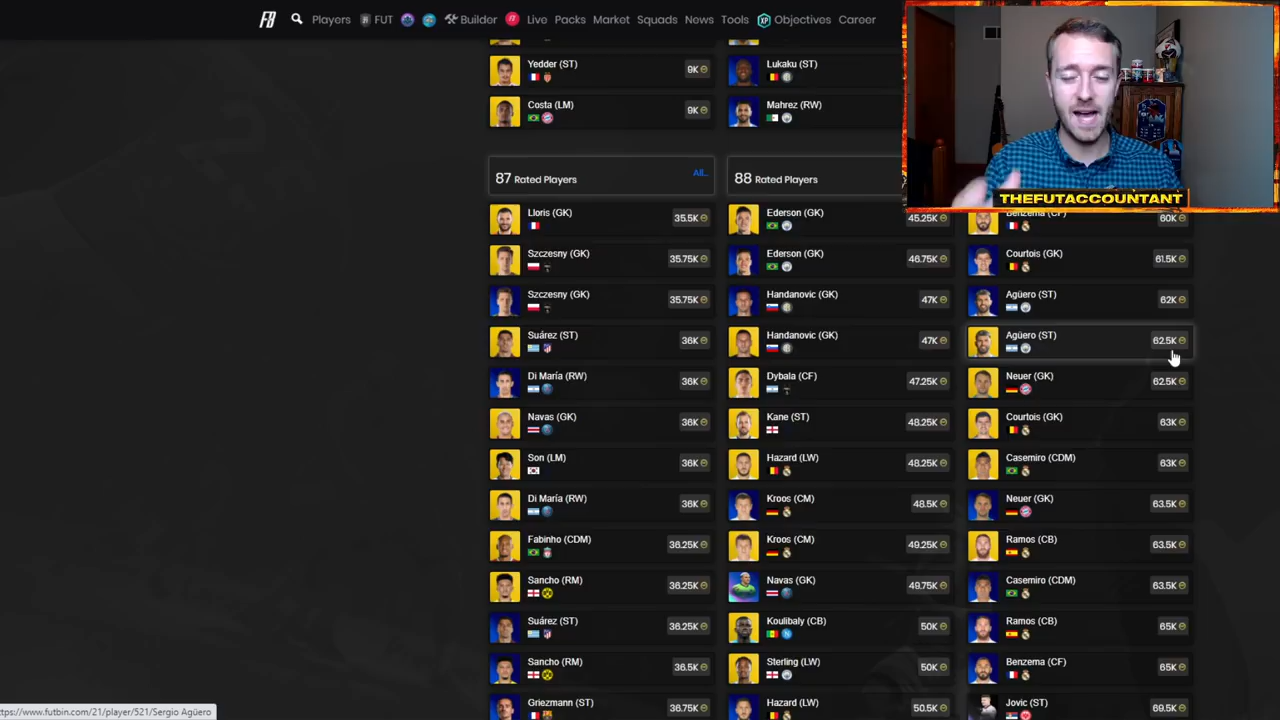 FB Players FUT Builder Live Packs Market Squads News Tools XP Objectives Career
THEFUTACCOUNTANT
Yedder (ST) 9K
Costa (LM) 9K
Lukaku (ST)
Mahrez (RW)
87 Rated Players All..
Lloris (GK) 35.5K
Szczesny (GK) 35.75K
Szczesny (GK) 35.75K
Suárez (ST) 36K
Di María (RW) 36K
Navas (GK) 36K
Son (LM) 36K
Di María (RW) 36K
Fabinho (CDM) 36.25K
Sancho (RM) 36.25K
Suárez (ST) 36.25K
Sancho (RM) 36.5K
Griezmann (ST) 36.75K
88 Rated Players
Ederson (GK) 45.25K
Ederson (GK) 46.75K
Handanovic (GK) 47K
Handanovic (GK) 47K
Dybala (CF) 47.25K
Kane (ST) 48.25K
Hazard (LW) 48.25K
Kroos (CM) 48.5K
Kroos (CM) 49.25K
Navas (GK) 49.75K
Koulibaly (CB) 50K
Sterling (LW) 50K
Hazard (LW) 50.5K
Benzema (CF) 60K
Courtois (GK) 61.5K
Agüero (ST) 62K
Agüero (ST) 62.5K
Neuer (GK) 62.5K
Courtois (GK) 63K
Casemiro (CDM) 63K
Neuer (GK) 63.5K
Ramos (CB) 63.5K
Casemiro (CDM) 63.5K
Ramos (CB) 65K
Benzema (CF) 65K
Jovic (ST) 69.5K
ttps://www.futbin.com/21/player/521/Sergio Agüero